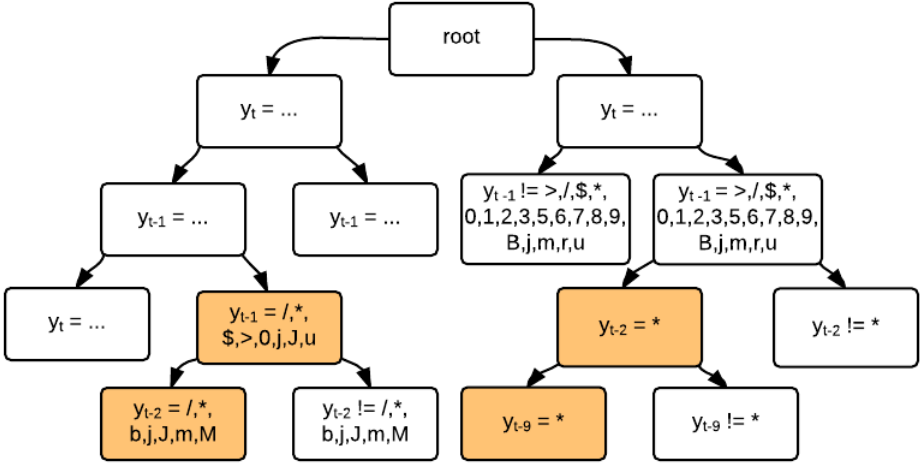 root
yt = ...
yt = ...
yt-1 = ...
yt-1 = ...
yt -1 != >,/,$,*,
0,1,2,3,5,6,7,8,9,
B,j,m,r,u
yt -1 = >,/,$,*,
0,1,2,3,5,6,7,8,9,
B,j,m,r,u
yt = ...
yt-1 = /,*,
$,>,0,j,J,u
yt-2 = *
yt-2 != *
yt-2 = /,*,
b,j,J,m,M
yt-2 != /,*,
b,j,J,m,M
yt-9 = *
yt-9 != *